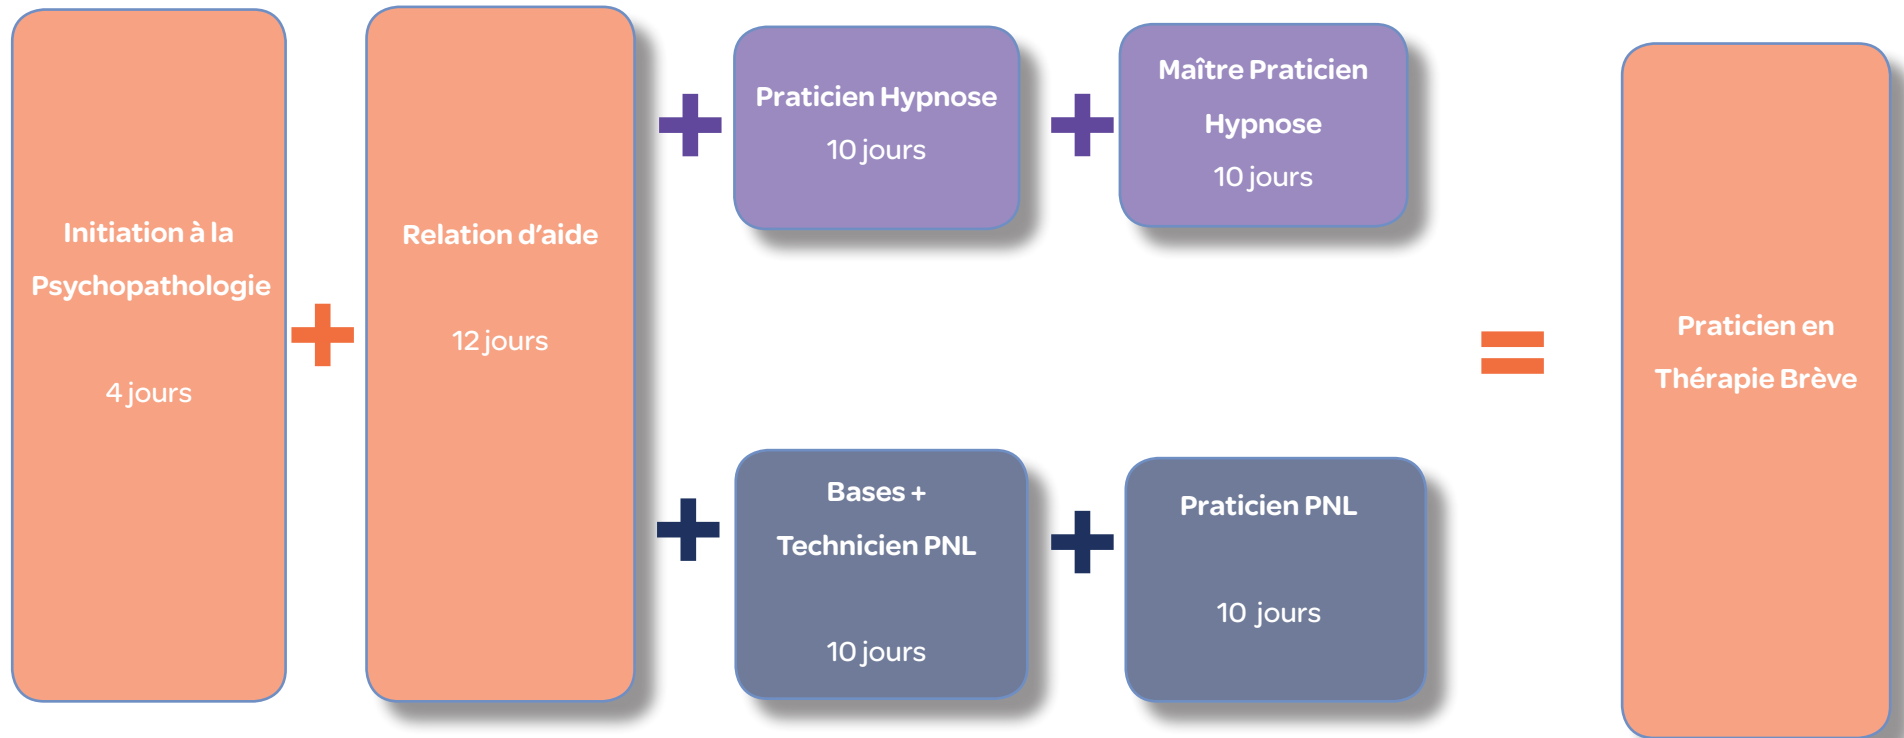 Initiation à la
Psychopathologie
4 jours
+
Relation d'aide
12 jours
+
Praticien Hypnose
10 jours
+
Maître Praticien
Hypnose
10 jours
+
Bases +
Technicien PNL
10 jours
+
Praticien PNL
10 jours
=
Praticien en
Thérapie Brève